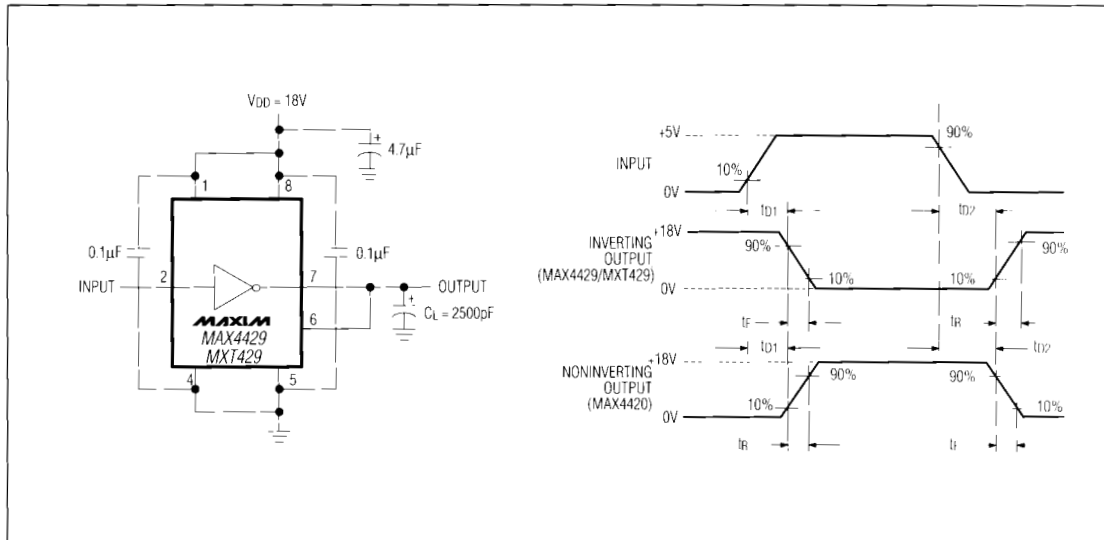 VDD = 18V
+
4.7µF
1
8
0.1µF
0.1µF
INPUT
2
7
OUTPUT
+
CL = 2500pF
6
MAXIM
MAX4429
MXT429
4
5
+5V
INPUT
0V
10%
90%
tD1
tD2
+18V
INVERTING
OUTPUT
(MAX4429/MXT429)
0V
90%
10%
10%
90%
tF
tR
tD1
tD2
+18V
NONINVERTING
OUTPUT
(MAX4420)
0V
10%
90%
90%
10%
tR
tF